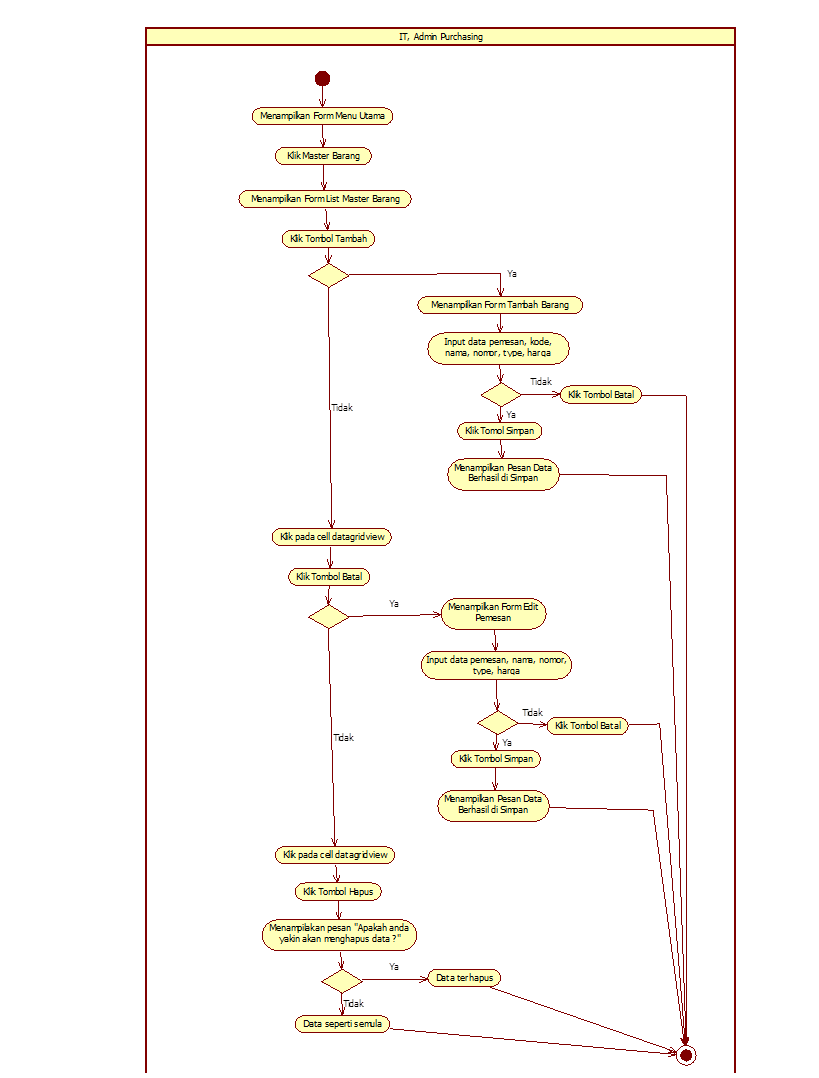 IT, Admin Purchasing
Menampilkan Form Menu Utama
Klik Master Barang
Menampilkan Form List Master Barang
Klik Tombol Tambah
Ya
Menampilkan Form Tambah Barang
Input data pemesan, kode,
nama, nomor, type, harga
Tidak
Klik Tombol Batal
Tidak
Ya
Klik Tomol Simpan
Menampilkan Pesan Data
Berhasil di Simpan
Klik pada cell datagridview
Klik Tombol Batal
Ya
Menampilkan Form Edit
Pemesan
Input data pemesan, nama, nomor,
type, harga
Tidak
Klik Tombol Batal
Tidak
Ya
Klik Tombol Simpan
Menampilkan Pesan Data
Berhasil di Simpan
Klik pada cell datagridview
Klik Tombol Hapus
Menampilakan pesan "Apakah anda
yakin akan menghapus data ?"
Ya
Data terhapus
Tidak
Data seperti semula